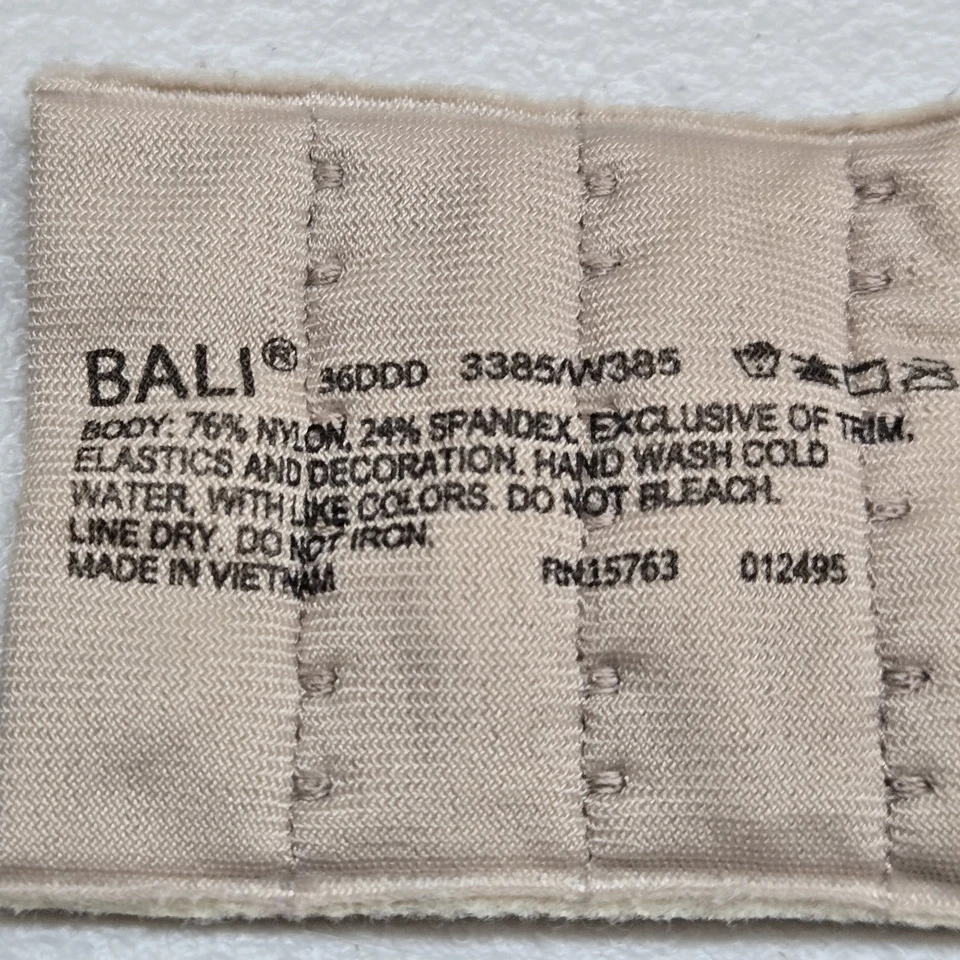 BALI® 36DDD 3385/W385
BODY: 76% NYLON, 24% SPANDEX, EXCLUSIVE OF TRIM,
ELASTICS AND DECORATION. HAND WASH COLD
WATER, WITH LIKE COLORS. DO NOT BLEACH.
LINE DRY. DO NOT IRON.
MADE IN VIETNAM RN15763 012495